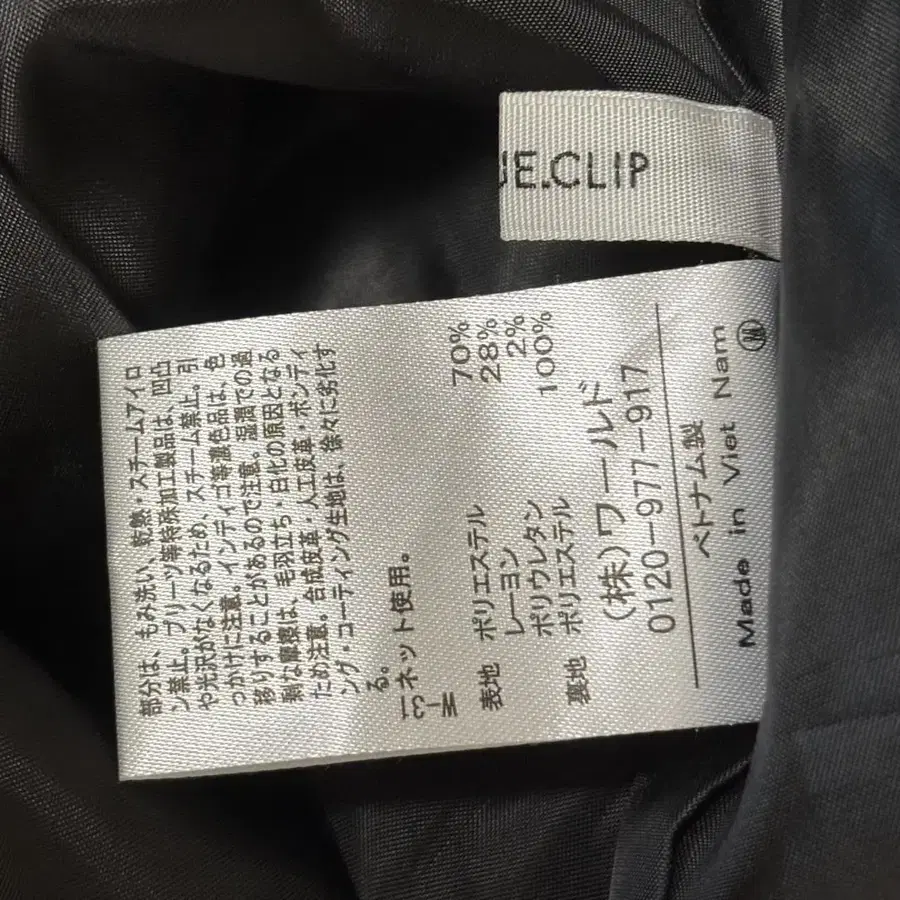 UE.CLIP
部分は、もみ洗い、乾熱・スチームアイロ
ン禁止。プリーツ等特殊加工製品は、凹凸
や光沢がなくなるため、スチーム禁止。引
っかけに注意。インディゴ等濃色品は、色
移りすることがあるので注意。湿潤での過
剰な摩擦は、毛羽立ち・白化の原因となる
ため注意。合成皮革・人工皮革・ボンディ
ング・コーティング生地は、徐々に劣化す
る。
ネット使用。
表地 ポリエステル 70%
レーヨン 28%
ポリウレタン 2%
裏地 ポリエステル 100%
(株)ワールド
0120-977-917
ベトナム製
Made in Viet Nam